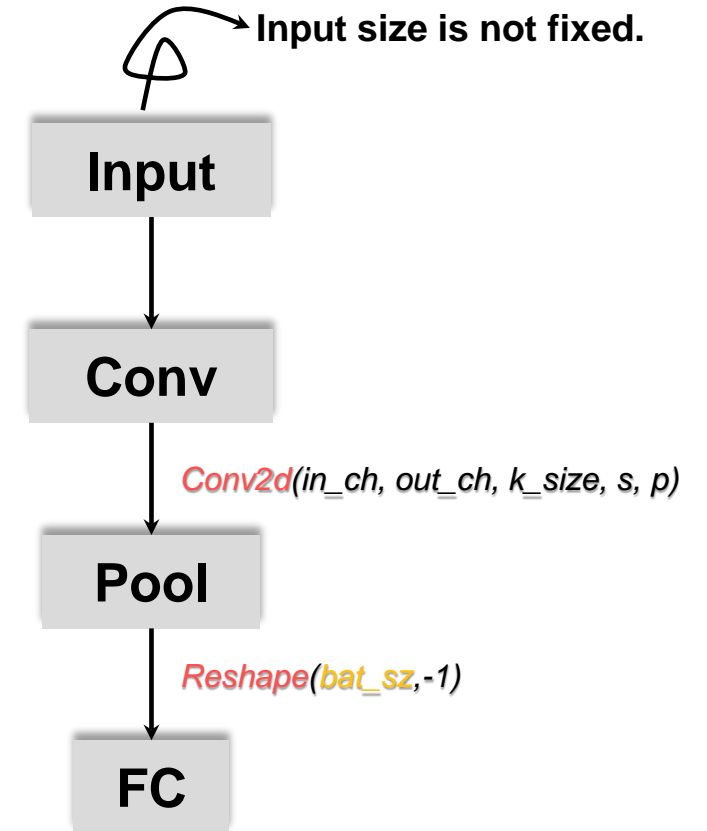 Input size is not fixed.
Input
Conv
Conv2d(in_ch, out_ch, k_size, s, p)
Pool
Reshape(bat_sz,-1)
FC